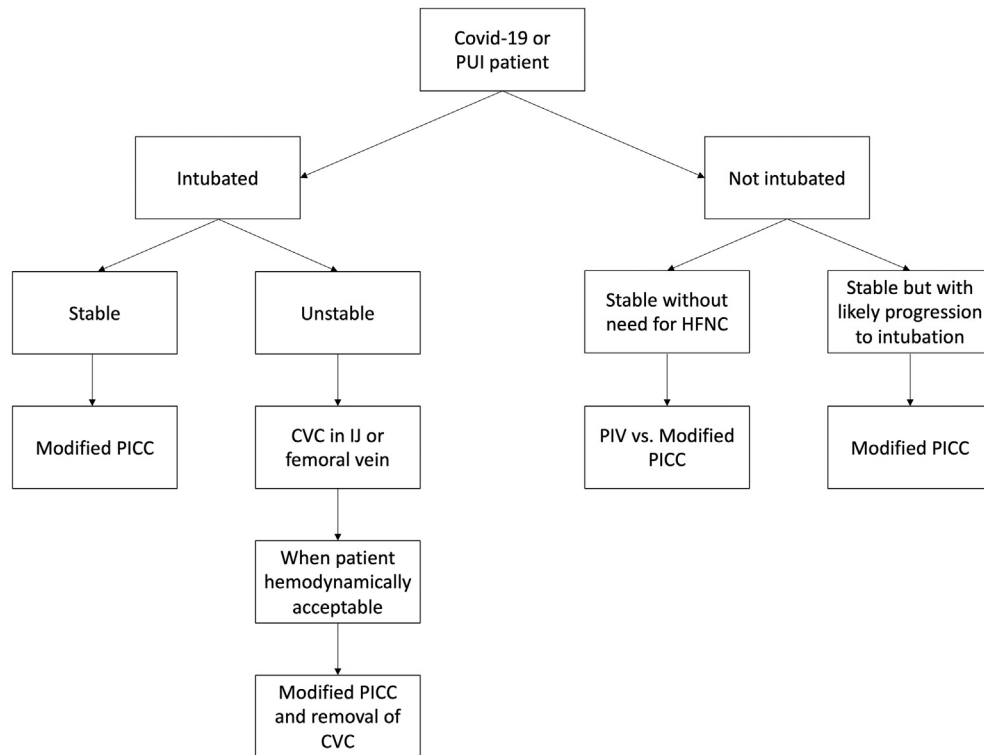 Covid-19 or
PUI patient
Intubated
Not intubated
Stable
Unstable
Stable without
need for HFNC
Stable but with
likely progression
to intubation
Modified PICC
CVC in IJ or
femoral vein
PIV vs. Modified
PICC
Modified PICC
When patient
hemodynamically
acceptable
Modified PICC
and removal of
CVC